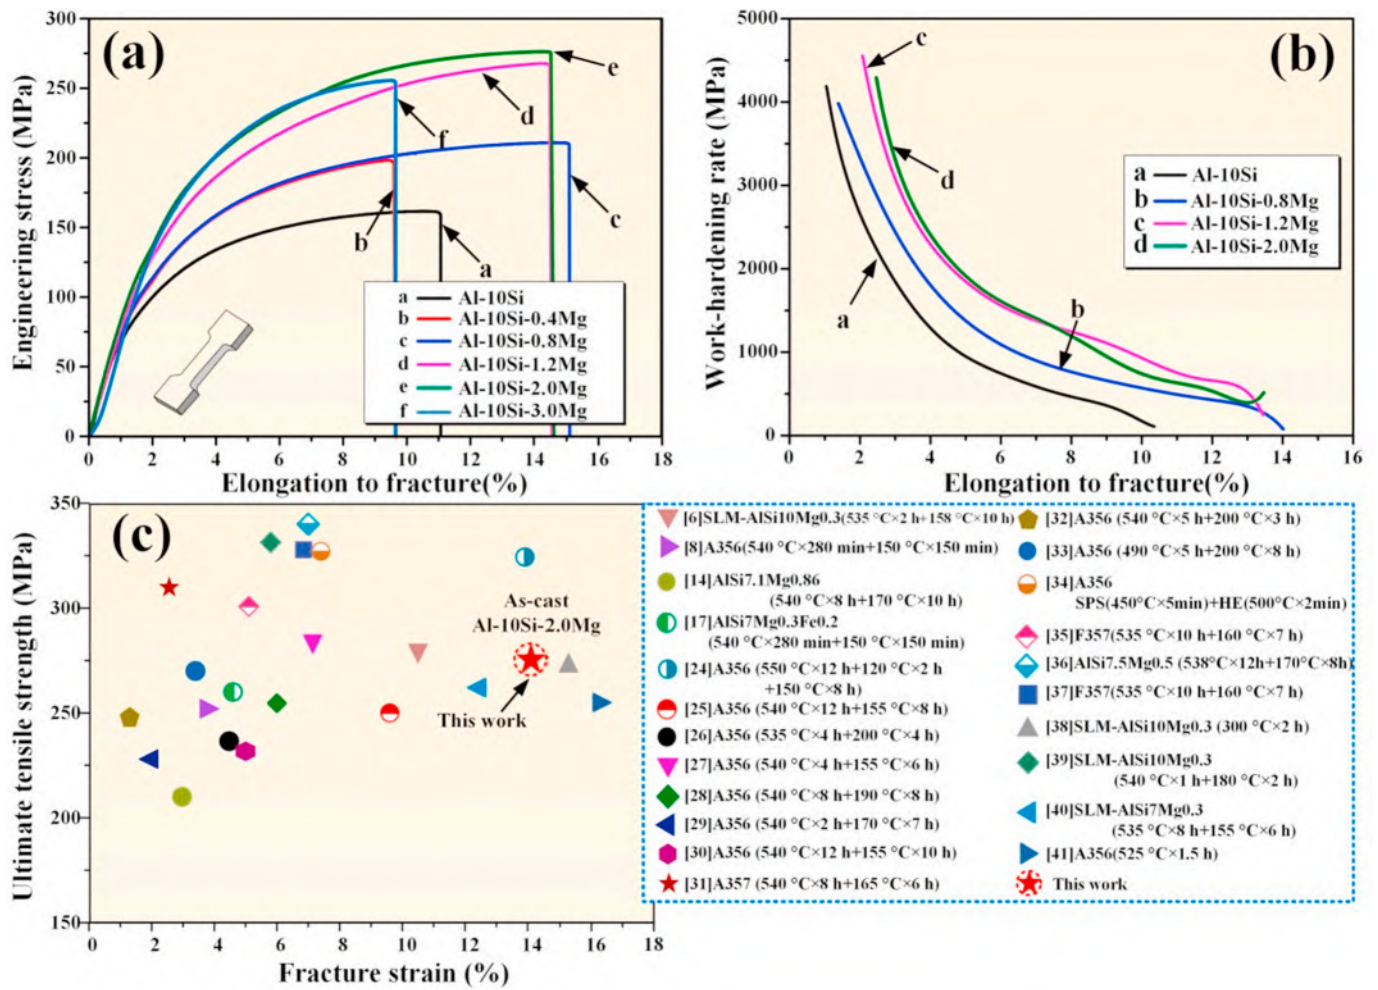 300
250
200
150
100
50
0
Engineering stress (MPa)
(a)
e
d
f
c
b
a
a Al-10Si
b Al-10Si-0.4Mg
c Al-10Si-0.8Mg
d Al-10Si-1.2Mg
e Al-10Si-2.0Mg
f Al-10Si-3.0Mg
0 2 4 6 8 10 12 14 16 18
Elongation to fracture(%)
5000
4000
3000
2000
1000
0
Work-hardening rate (MPa)
(b)
c
d
a
b
a Al-10Si
b Al-10Si-0.8Mg
c Al-10Si-1.2Mg
d Al-10Si-2.0Mg
0 2 4 6 8 10 12 14 16
Elongation to fracture(%)
350
300
250
200
150
Ultimate tensile strength (MPa)
(c)
As-cast
Al-10Si-2.0Mg
This work
0 2 4 6 8 10 12 14 16 18
Fracture strain (%)
[6]SLM-AlSi10Mg0.3(535 °C×2 h+158 °C×10 h)
[8]A356(540 °C×280 min+150 °C×150 min)
[14]AlSi7.1Mg0.86
(540 °C×8 h+170 °C×10 h)
[17]AlSi7Mg0.3Fe0.2
(540 °C×280 min+150 °C×150 min)
[24]A356 (550 °C×12 h+120 °C×2 h
+150 °C×8 h)
[25]A356 (540 °C×12 h+155 °C×8 h)
[26]A356 (535 °C×4 h+200 °C×4 h)
[27]A356 (540 °C×4 h+155 °C×6 h)
[28]A356 (540 °C×8 h+190 °C×8 h)
[29]A356 (540 °C×2 h+170 °C×7 h)
[30]A356 (540 °C×12 h+155 °C×10 h)
[31]A357 (540 °C×8 h+165 °C×6 h)
[32]A356 (540 °C×5 h+200 °C×3 h)
[33]A356 (490 °C×5 h+200 °C×8 h)
[34]A356
SPS(450°C×5min)+HE(500°C×2min)
[35]F357(535 °C×10 h+160 °C×7 h)
[36]AlSi7.5Mg0.5 (538°C×12h+170°C×8h)
[37]F357(535 °C×10 h+160 °C×7 h)
[38]SLM-AlSi10Mg0.3 (300 °C×2 h)
[39]SLM-AlSi10Mg0.3
(540 °C×1 h+180 °C×2 h)
[40]SLM-AlSi7Mg0.3
(535 °C×8 h+155 °C×6 h)
[41]A356(525 °C×1.5 h)
This work